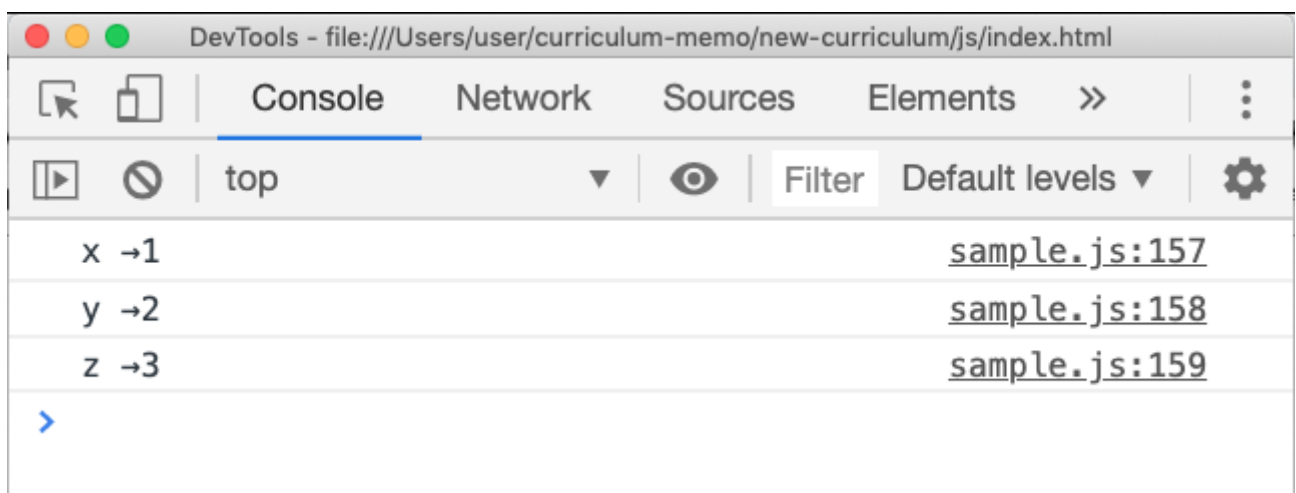 DevTools - file:///Users/user/curriculum-memo/new-curriculum/js/index.html
Console Network Sources Elements »
top ▼ Filter Default levels ▼
x →1 sample.js:157
y →2 sample.js:158
z →3 sample.js:159
>